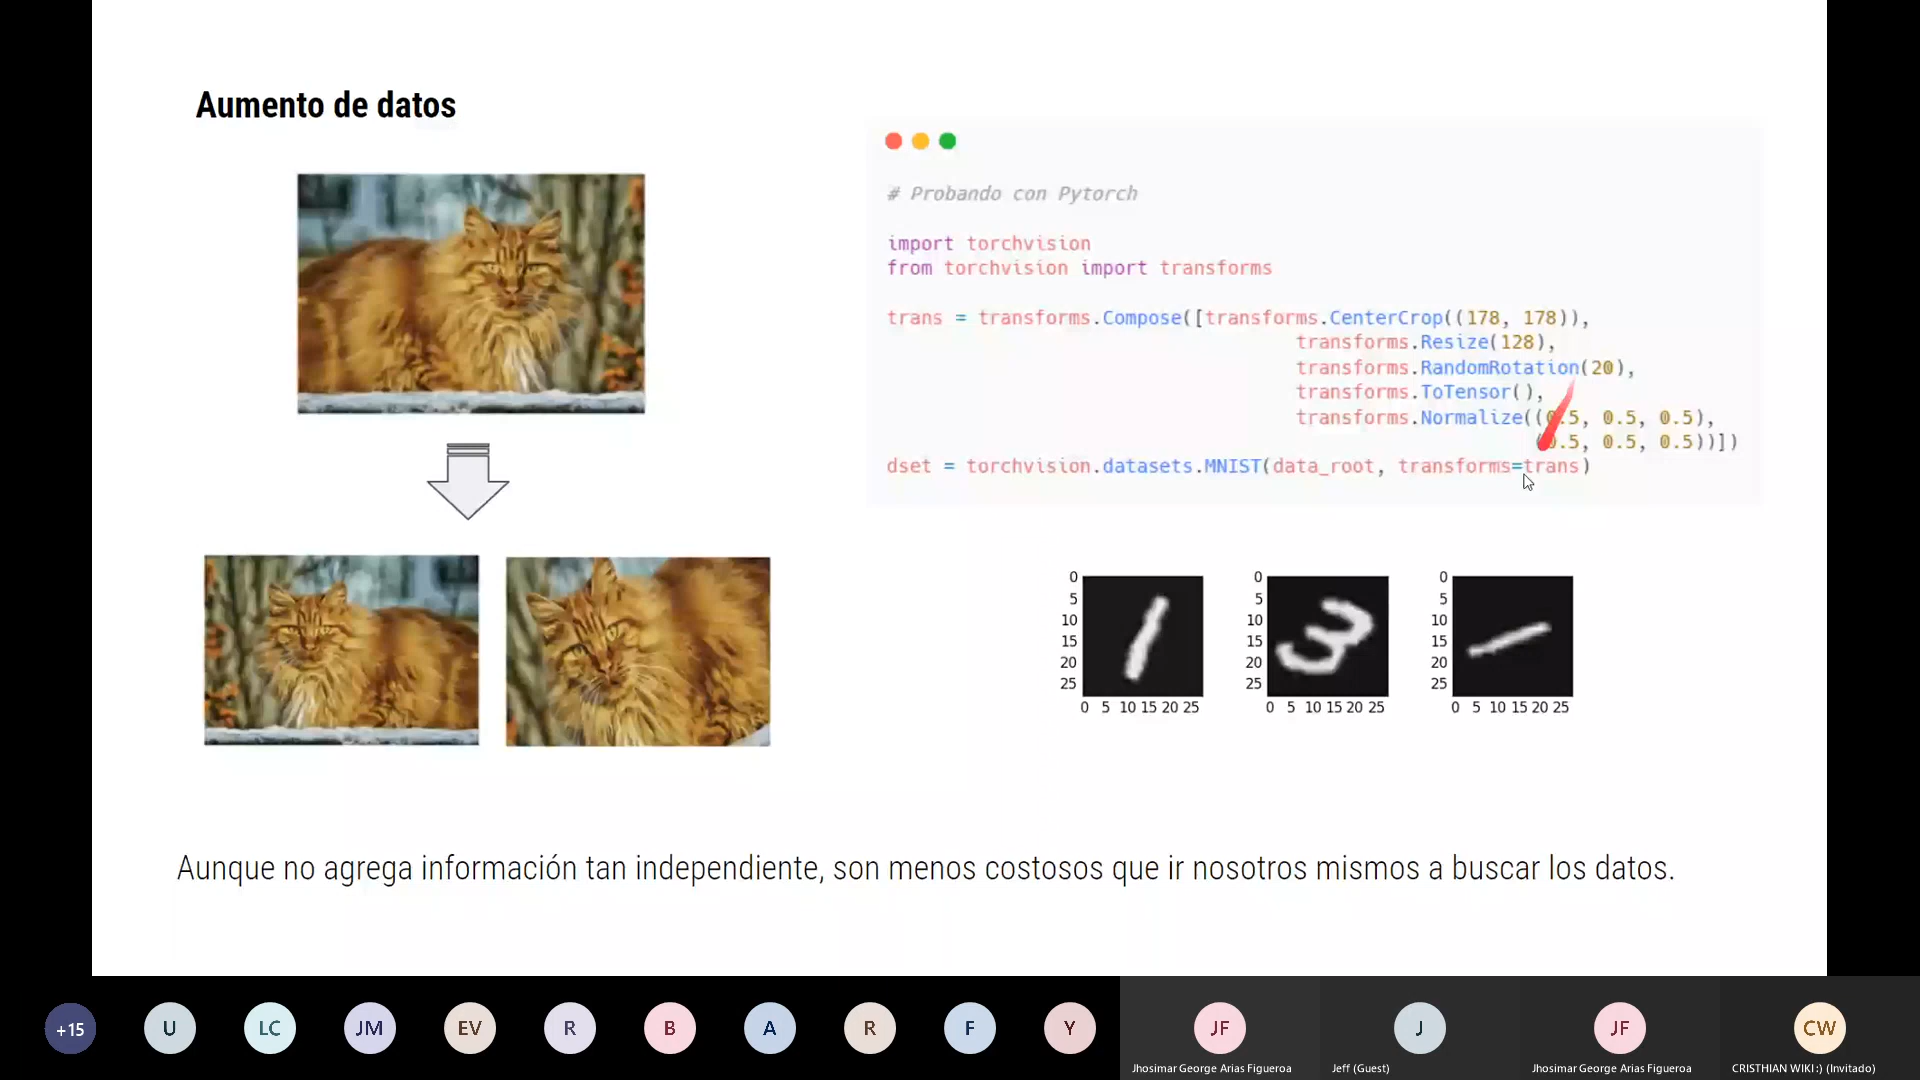 Aumento de datos
# Probando con Pytorch
import torchvision
from torchvision import transforms
trans = transforms.Compose([transforms.CenterCrop((178, 178)),
transforms.Resize(128),
transforms.RandomRotation(20),
transforms.ToTensor(),
transforms.Normalize((0.5, 0.5, 0.5),
(0.5, 0.5, 0.5))])
dset = torchvision.datasets.MNIST(data_root, transforms=trans)
0
5
10
15
20
25
0 5 10 15 20 25
0
5
10
15
20
25
0 5 10 15 20 25
0
5
10
15
20
25
0 5 10 15 20 25
Aunque no agrega información tan independiente, son menos costosos que ir nosotros mismos a buscar los datos.
+15 U LC JM EV R B A R F Y JF J JF CW
Jhosimar George Arias Figueroa Jeff (Guest) Jhosimar George Arias Figueroa CRISTHIAN WIKI :) (Invitado)